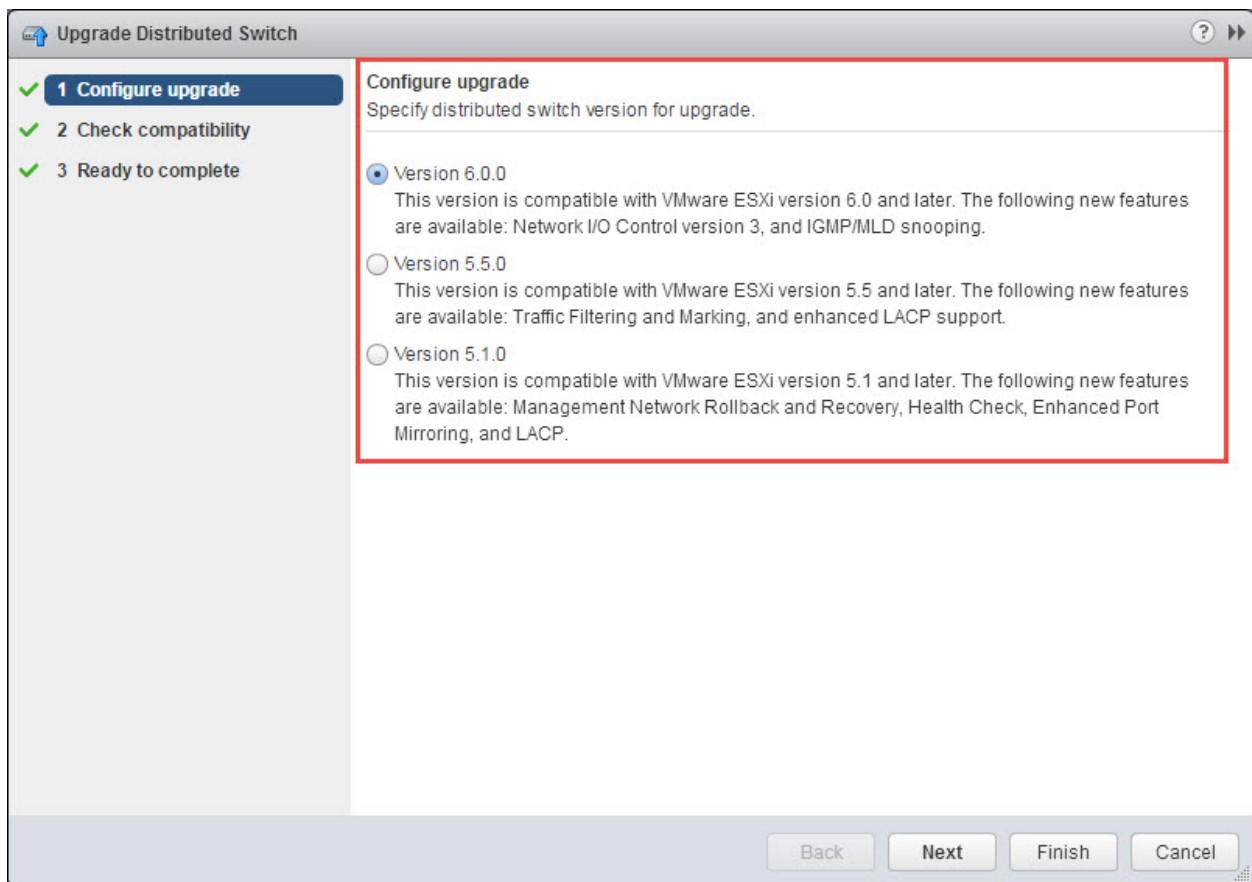 Upgrade Distributed Switch
?
1 Configure upgrade
2 Check compatibility
3 Ready to complete
Configure upgrade
Specify distributed switch version for upgrade.
Version 6.0.0
This version is compatible with VMware ESXi version 6.0 and later. The following new features
are available: Network I/O Control version 3, and IGMP/MLD snooping.
Version 5.5.0
This version is compatible with VMware ESXi version 5.5 and later. The following new features
are available: Traffic Filtering and Marking, and enhanced LACP support.
Version 5.1.0
This version is compatible with VMware ESXi version 5.1 and later. The following new features
are available: Management Network Rollback and Recovery, Health Check, Enhanced Port
Mirroring, and LACP.
Back Next Finish Cancel